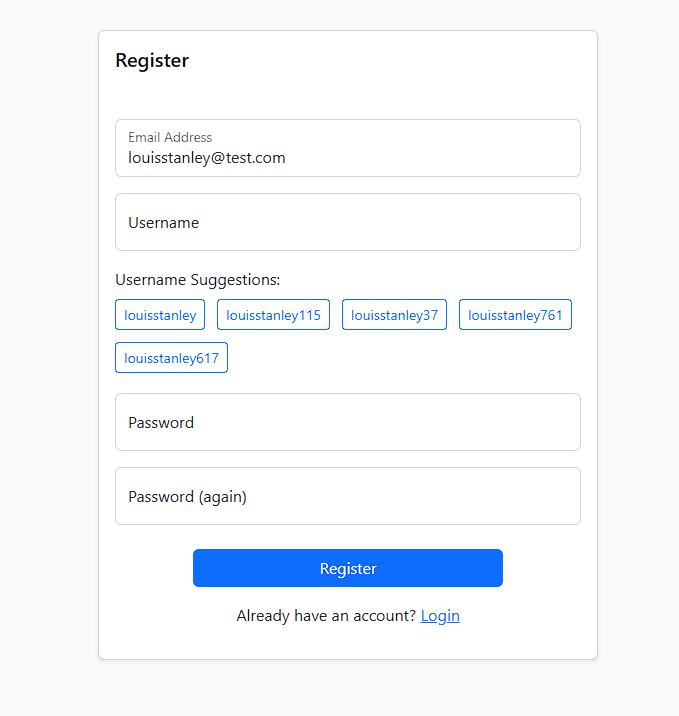 Register
Email Address
louisstanley@test.com
Username
Username Suggestions:
louisstanley louisstanley115 louisstanley37 louisstanley761
louisstanley617
Password
Password (again)
Register
Already have an account? Login